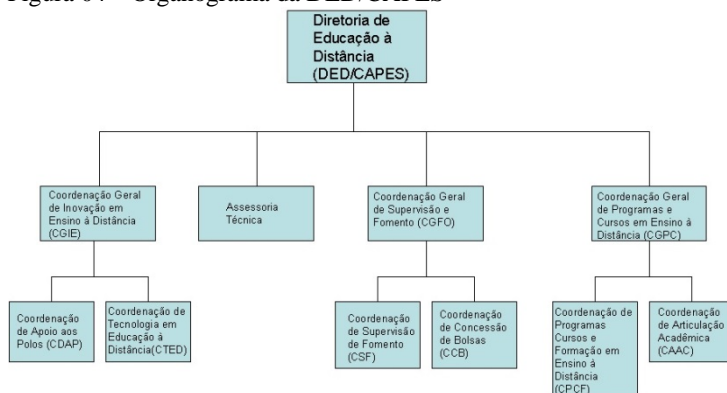 Figura 04 – Organograma da DED/CAPES
Diretoria de
Educação à
Distância
(DED/CAPES)
Coordenação Geral
de Inovação em
Ensino à Distância
(CGIE)
Assessoria
Técnica
Coordenação Geral
de Supervisão e
Fomento (CGFO)
Coordenação Geral
de Programas e
Cursos em Ensino à
Distância (CGPC)
Coordenação
de Apoio aos
Polos (CDAP)
Coordenação de
Tecnologia em
Educação à
Distância(CTED)
Coordenação
de Supervisão
de Fomento
(CSF)
Coordenação
de Concessão
de Bolsas
(CCB)
Coordenação de
Programas
Cursos e
Formação em
Ensino à
Distância
(CPCF)
Coordenação
de Articulação
Acadêmica
(CAAC)